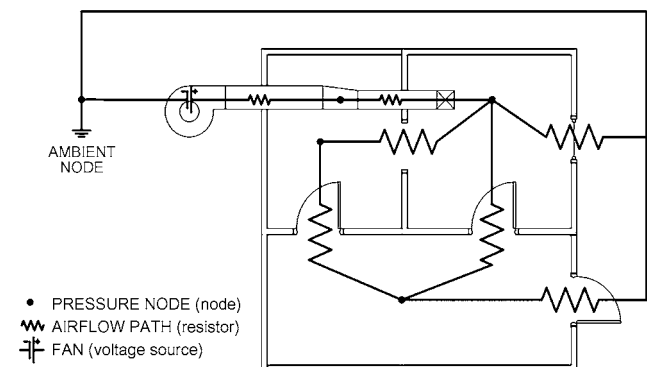 AMBIENT
NODE
PRESSURE NODE (node)
AIRFLOW PATH (resistor)
FAN (voltage source)